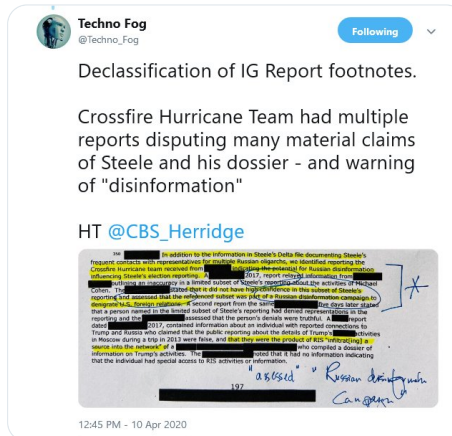 Techno Fog
@Techno_Fog
Following
Declassification of IG Report footnotes.
Crossfire Hurricane Team had multiple
reports disputing many material claims
of Steele and his dossier - and warning
of "disinformation"
HT @CBS_Herridge
In addition to the information in Steele's Delta file documenting Steele's
frequent contacts with representatives for multiple Russian oligarchs, we identified reporting the
Crossfire Hurricane team received from indicating the potential for Russian disinformation
influencing Steele's election reporting. A 2017, report relayed information from
outlining an inaccuracy in a limited subset of Steele's reporting about the activities of Michael
Cohen. The stated that it did not have high confidence in this subset of Steele's
reporting and assessed that the referenced subset was part of a Russian disinformation campaign to
denigrate U.S. foreign relations. A second report from the same days later stated
that a person named in the limited subset of Steele's reporting had denied representations in the
reporting and the assessed that the person's denials were truthful. A report
dated 2017, contained information about an individual with reported connections to
Trump and Russia who claimed that the public reporting about the details of Trump's activities
in Moscow during a trip in 2013 were false, and that they were the product of RIS "infiltrat[ing] a
source into the network" of a who compiled a dossier of
information on Trump's activities. The noted that it had no information indicating
that the individual had special access to RIS activities or information.
"assessed" "Russian disinformation
Campaign"
197
12:45 PM - 10 Apr 2020